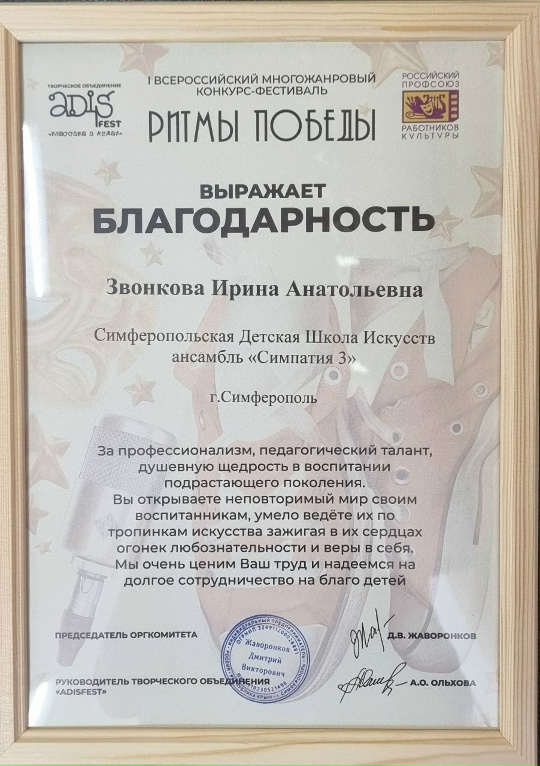 ТВОРЧЕСКОЕ ОБЪЕДИНЕНИЕ
ADIS
FEST
I ВСЕРОССИЙСКИЙ МНОГОЖАНРОВЫЙ
КОНКУРС-ФЕСТИВАЛЬ
РИТМЫ ПОБЕДЫ
РОССИЙСКИЙ
ПРОФСОЮЗ
РАБОТНИКОВ
КУЛЬТУРЫ
ВЫРАЖАЕТ
БЛАГОДАРНОСТЬ
Звонкова Ирина Анатольевна
Симферопольская Детская Школа Искусств
ансамбль «Симпатия 3»
г.Симферополь
За профессионализм, педагогический талант,
душевную щедрость в воспитании
подрастающего поколения.
Вы открываете неповторимый мир своим
воспитанникам, умело ведёте их по
тропинкам искусства зажигая в их сердцах
огонек любознательности и веры в себя.
Мы очень ценим Ваш труд и надеемся на
долгое сотрудничество на благо детей
ПРЕДСЕДАТЕЛЬ ОРГКОМИТЕТА
Д.В. ЖАВОРОНКОВ
Жаворонков
Дмитрий
Викторович
РУКОВОДИТЕЛЬ ТВОРЧЕСКОГО ОБЪЕДИНЕНИЯ
«ADISFEST»
А.О. ОЛЬХОВА